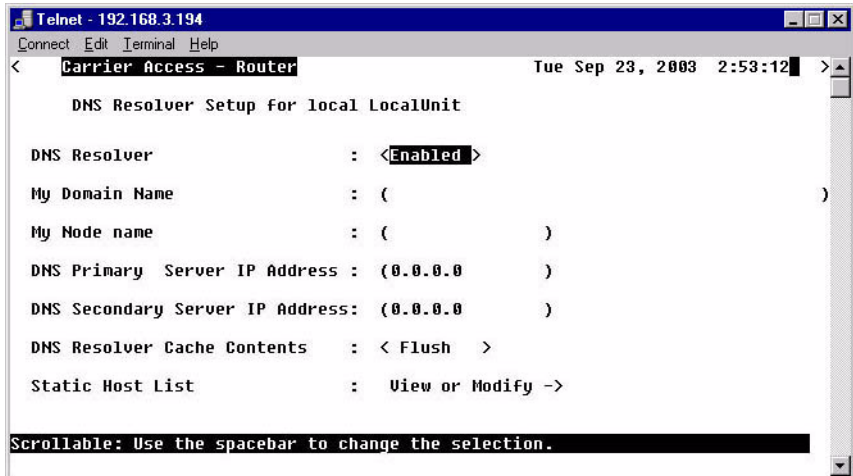 Telnet - 192.168.3.194
Connect Edit Terminal Help
< Carrier Access - Router Tue Sep 23, 2003 2:53:12 >
DNS Resolver Setup for local LocalUnit
DNS Resolver : <Enabled >
My Domain Name : ( )
My Node name : ( )
DNS Primary Server IP Address : (0.0.0.0 )
DNS Secondary Server IP Address: (0.0.0.0 )
DNS Resolver Cache Contents : < Flush >
Static Host List : View or Modify ->
Scrollable: Use the spacebar to change the selection.